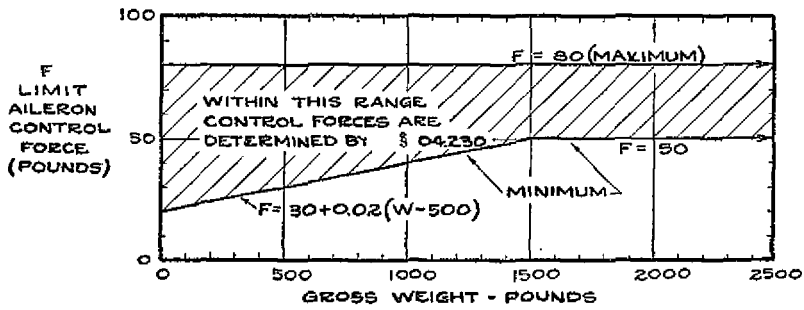 100
F = 80 (MAXIMUM)
F
LIMIT
AILERON
CONTROL
FORCE
(POUNDS)
WITHIN THIS RANGE
CONTROL FORCES ARE
DETERMINED BY § 04.230
50
F = 50
MINIMUM
F = 30+0.02(W-500)
0
0 500 1000 1500 2000 2500
GROSS WEIGHT - POUNDS